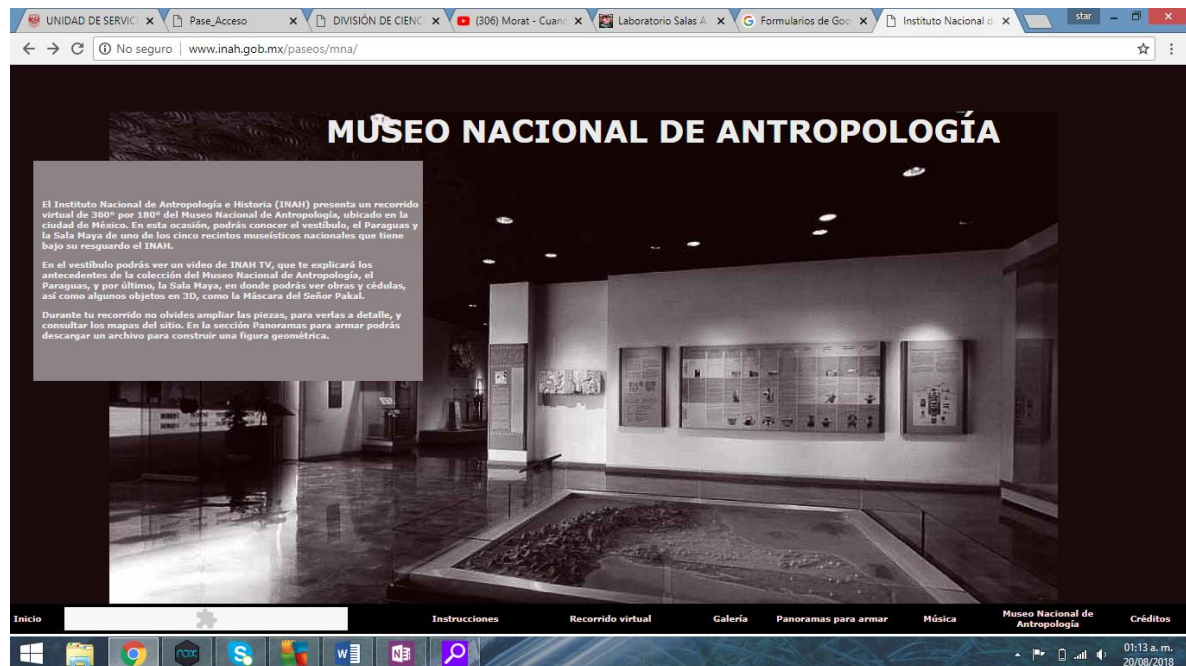 UNIDAD DE SERVICI
Pase_Acceso
DIVISIÓN DE CIENC
(306) Morat - Cuanc
Laboratorio Salas A
Formularios de Goo
Instituto Nacional d
star
No seguro
www.inah.gob.mx/paseos/mna/
MUSEO NACIONAL DE ANTROPOLOGÍA
El Instituto Nacional de Antropología e Historia (INAH) presenta un recorrido
virtual de 360º por 180º del Museo Nacional de Antropología, ubicado en la
ciudad de México. En esta ocasión, podrás conocer el vestíbulo, el Paraguas y
la Sala Maya de uno de los cinco recintos museísticos nacionales que tiene
bajo su resguardo el INAH.
En el vestíbulo podrás ver un video de INAH TV, que te explicará los
antecedentes de la colección del Museo Nacional de Antropología, el
Paraguas, y por último, la Sala Maya, en donde podrás ver obras y cédulas,
así como algunos objetos en 3D, como la Máscara del Señor Pakal.
Durante tu recorrido no olvides ampliar las piezas, para verlas a detalle, y
consultar los mapas del sitio. En la sección Panoramas para armar podrás
descargar un archivo para construir una figura geométrica.
Inicio
Instrucciones
Recorrido virtual
Galería
Panoramas para armar
Música
Museo Nacional de
Antropología
Créditos
01:13 a. m.
20/08/2018